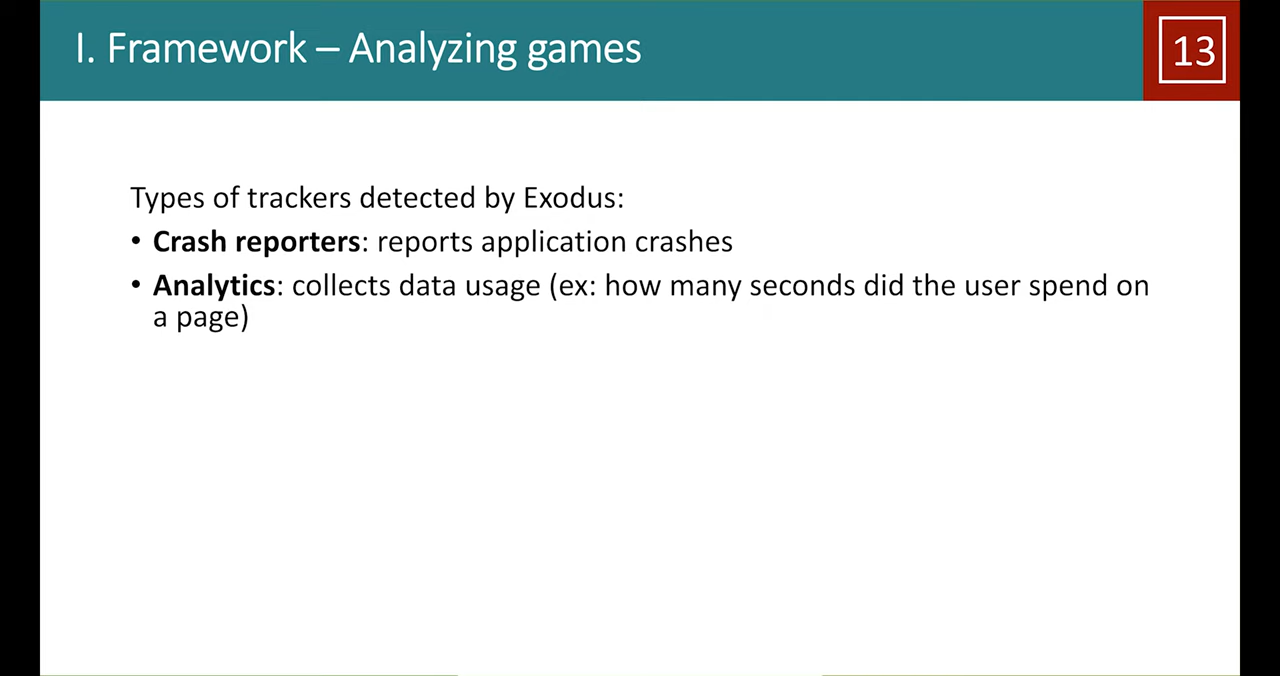 I. Framework – Analyzing games
13
Types of trackers detected by Exodus:
• Crash reporters: reports application crashes
• Analytics: collects data usage (ex: how many seconds did the user spend on
a page)